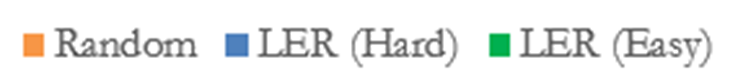 Random LER (Hard) LER (Easy)